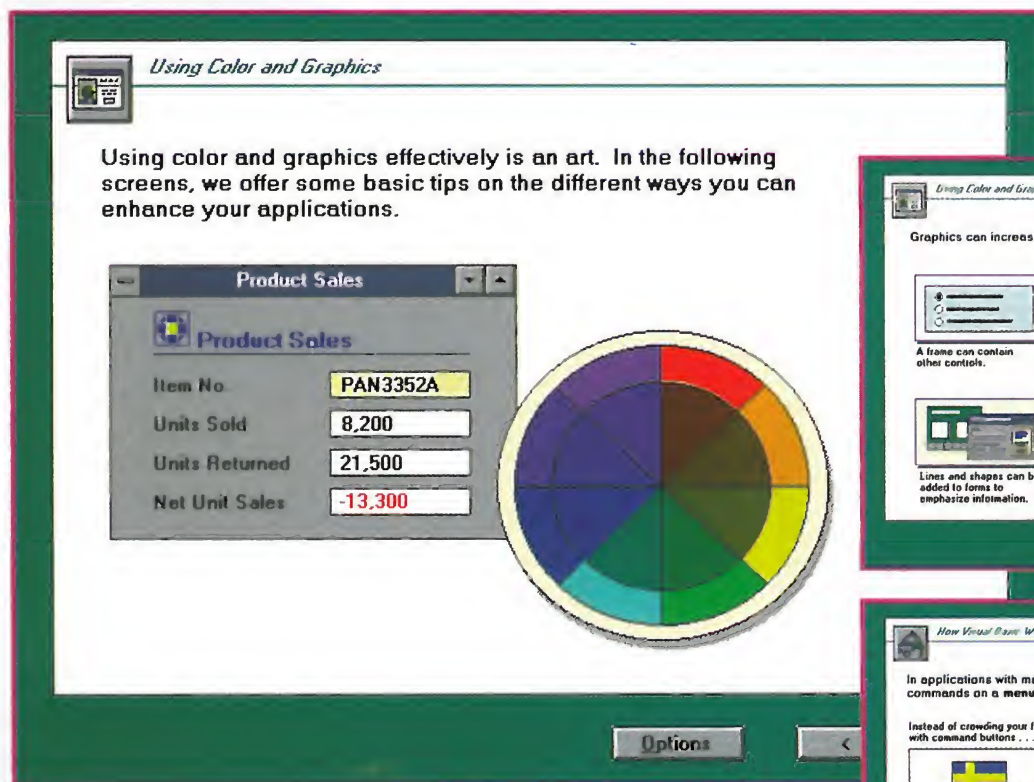 Using Color and Graphics
Using color and graphics effectively is an art. In the following
screens, we offer some basic tips on the different ways you can
enhance your applications.
Product Sales
Product Sales
Item No.
PAN3352A
Units Sold
8,200
Units Returned
21,500
Net Unit Sales
-13,300
Options
<
Using Color and
Graphics can
A frame can contain
other controls.
Lines and shapes can
added to forms to
emphasize information.
How Visual Basic
In applications with
commands on a menu
Instead of crowding your
with command buttons . . .